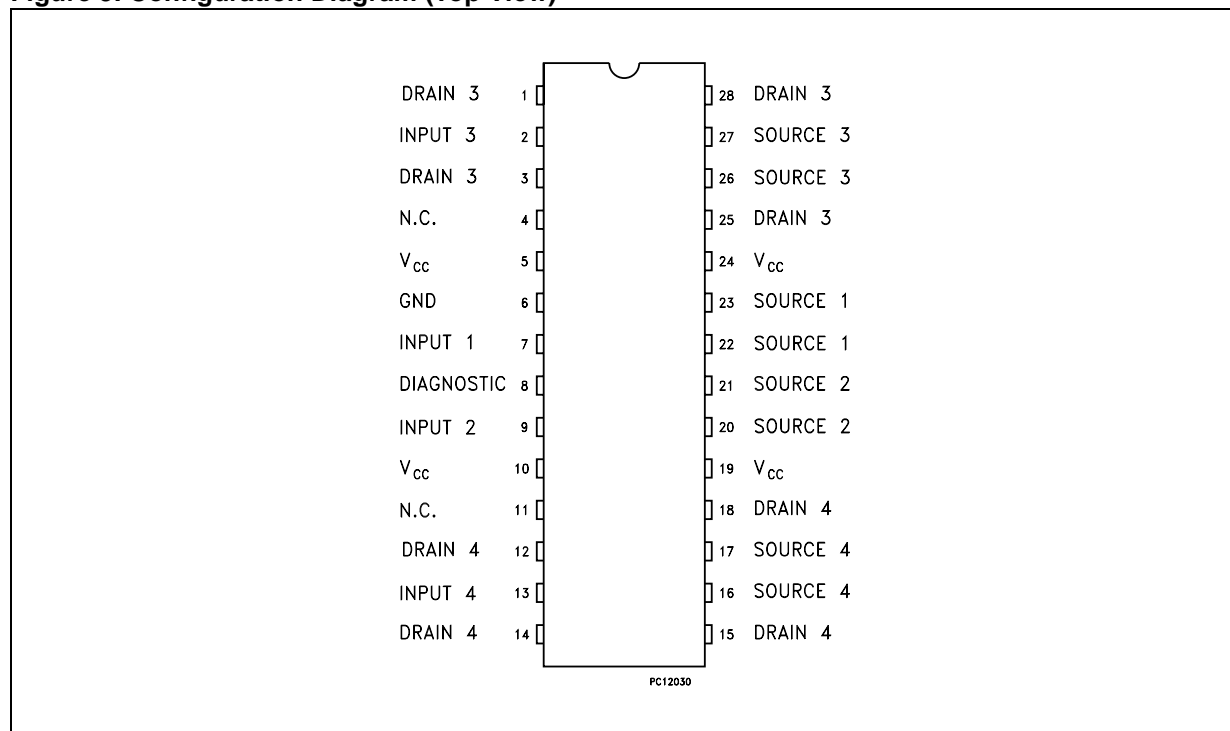 Figure 3. Configuration Diagram (Top View)
DRAIN 3 1 28 DRAIN 3
INPUT 3 2 27 SOURCE 3
DRAIN 3 3 26 SOURCE 3
N.C. 4 25 DRAIN 3
VCC 5 24 VCC
GND 6 23 SOURCE 1
INPUT 1 7 22 SOURCE 1
DIAGNOSTIC 8 21 SOURCE 2
INPUT 2 9 20 SOURCE 2
VCC 10 19 VCC
N.C. 11 18 DRAIN 4
DRAIN 4 12 17 SOURCE 4
INPUT 4 13 16 SOURCE 4
DRAIN 4 14 15 DRAIN 4
PC12030